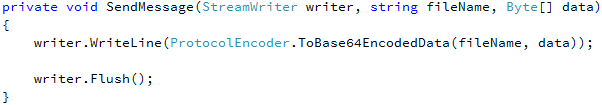 private void SendMessage(StreamWriter writer, string fileName, Byte[] data)
{
    writer.WriteLine(ProtocolEncoder.ToBase64EncodedData(fileName, data));

    writer.Flush();
}